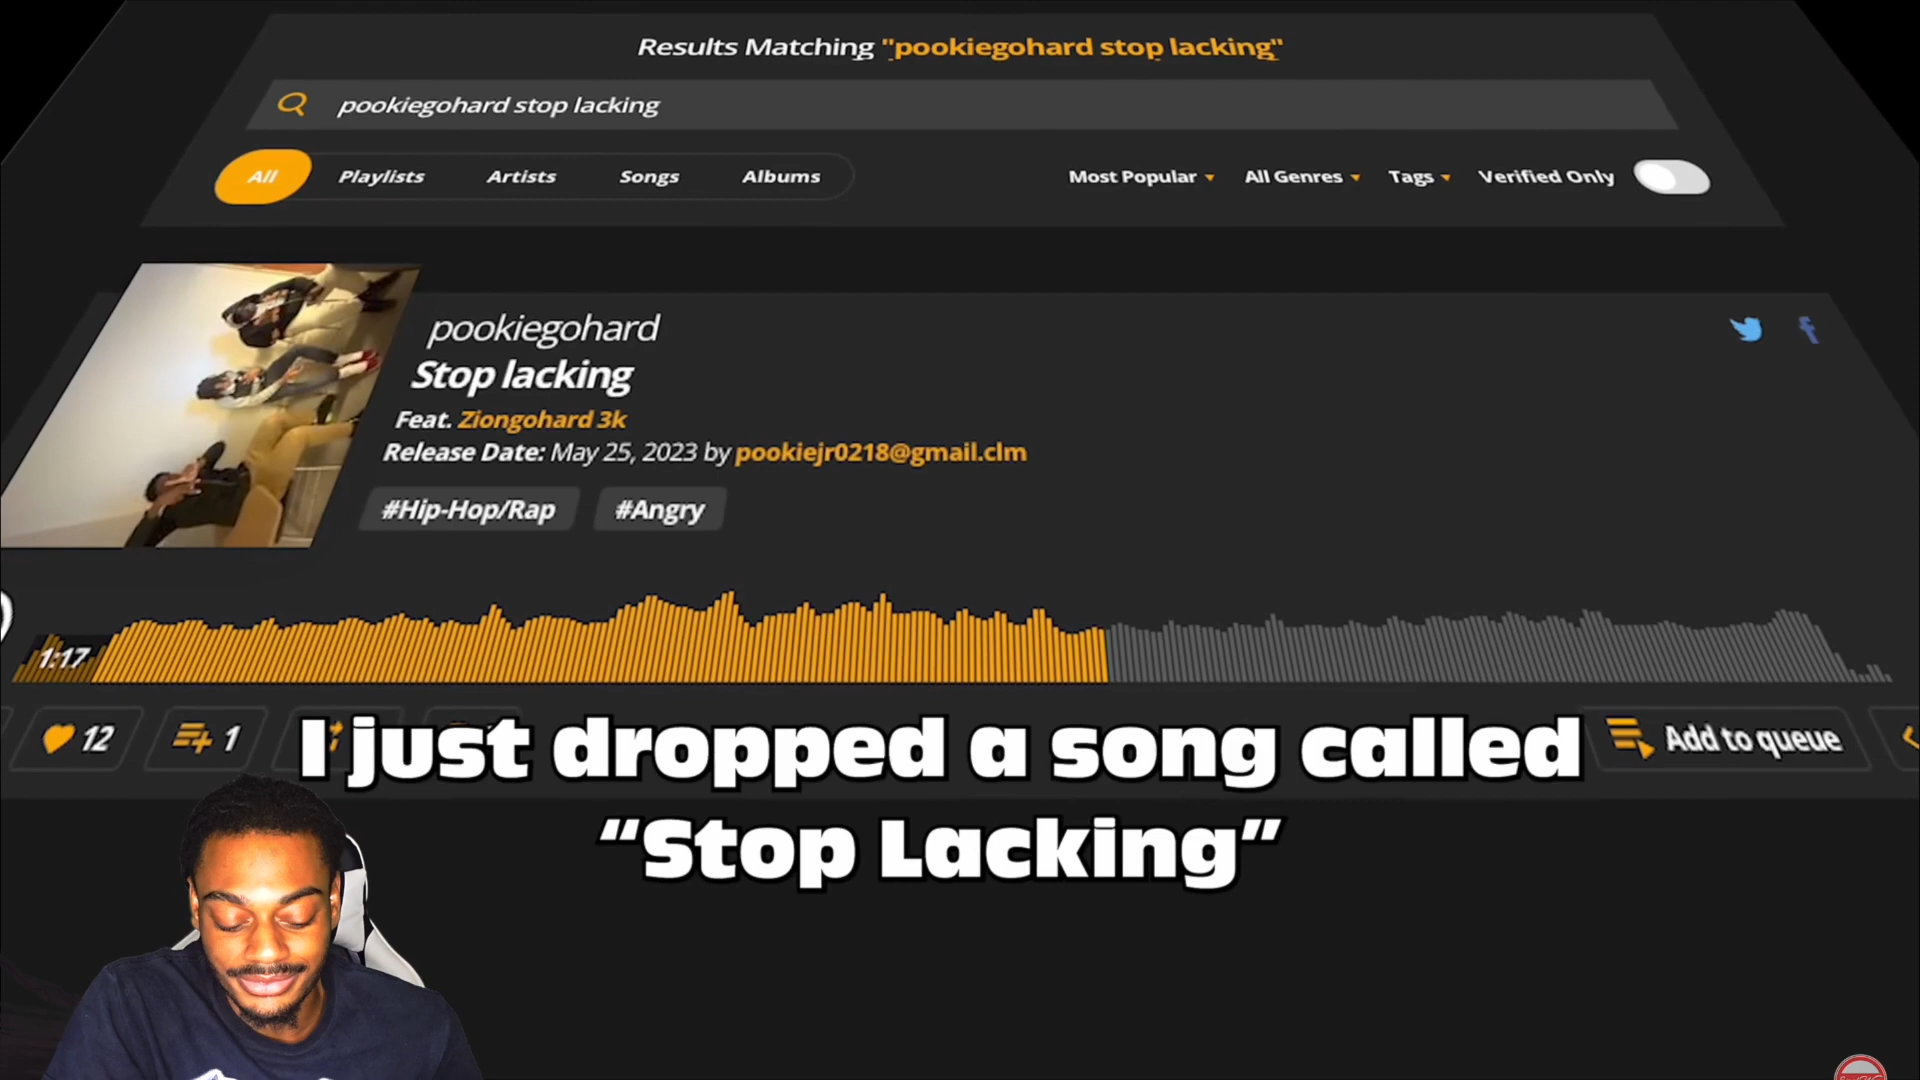 Results Matching "pookiegohard stop lacking"
pookiegohard stop lacking
All Playlists Artists Songs Albums Most Popular All Genres Tags Verified Only
pookiegohard
Stop lacking
Feat. Ziongohard 3k
Release Date: May 25, 2023 by pookiejr0218@gmail.clm
#Hip-Hop/Rap #Angry
1:17
12 1 Add to queue
I just dropped a song called
“Stop Lacking”